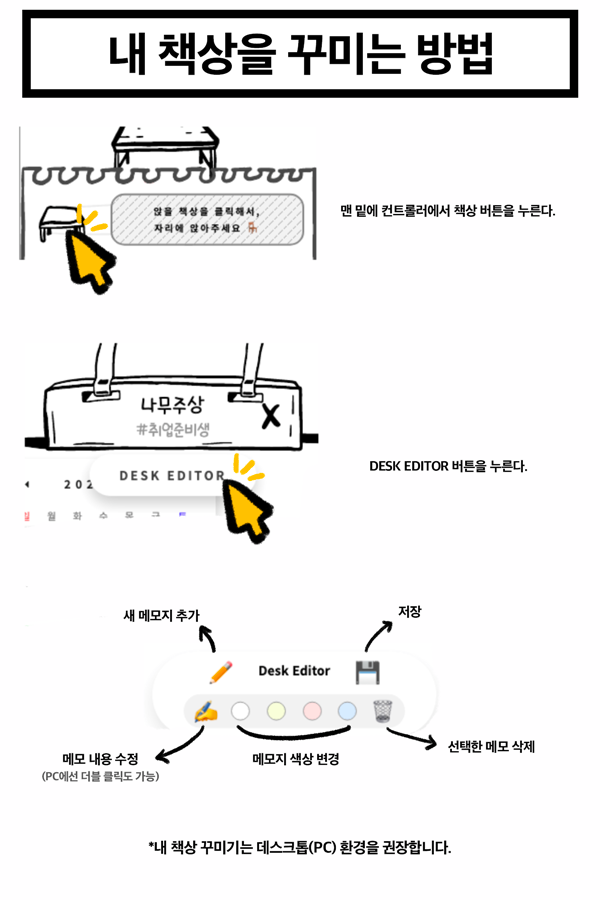 내 책상을 꾸미는 방법
앉을 책상을 클릭해서,
자리에 앉아주세요
맨 밑에 컨트롤러에서 책상 버튼을 누른다.
나무주상
#취업준비생
X
DESK EDITOR
202
일 월 화 수 목 금 토
DESK EDITOR 버튼을 누른다.
새 메모지 추가
저장
Desk Editor
메모 내용 수정
(PC에선 더블 클릭도 가능)
메모지 색상 변경
선택한 메모 삭제
*내 책상 꾸미기는 데스크톱(PC) 환경을 권장합니다.